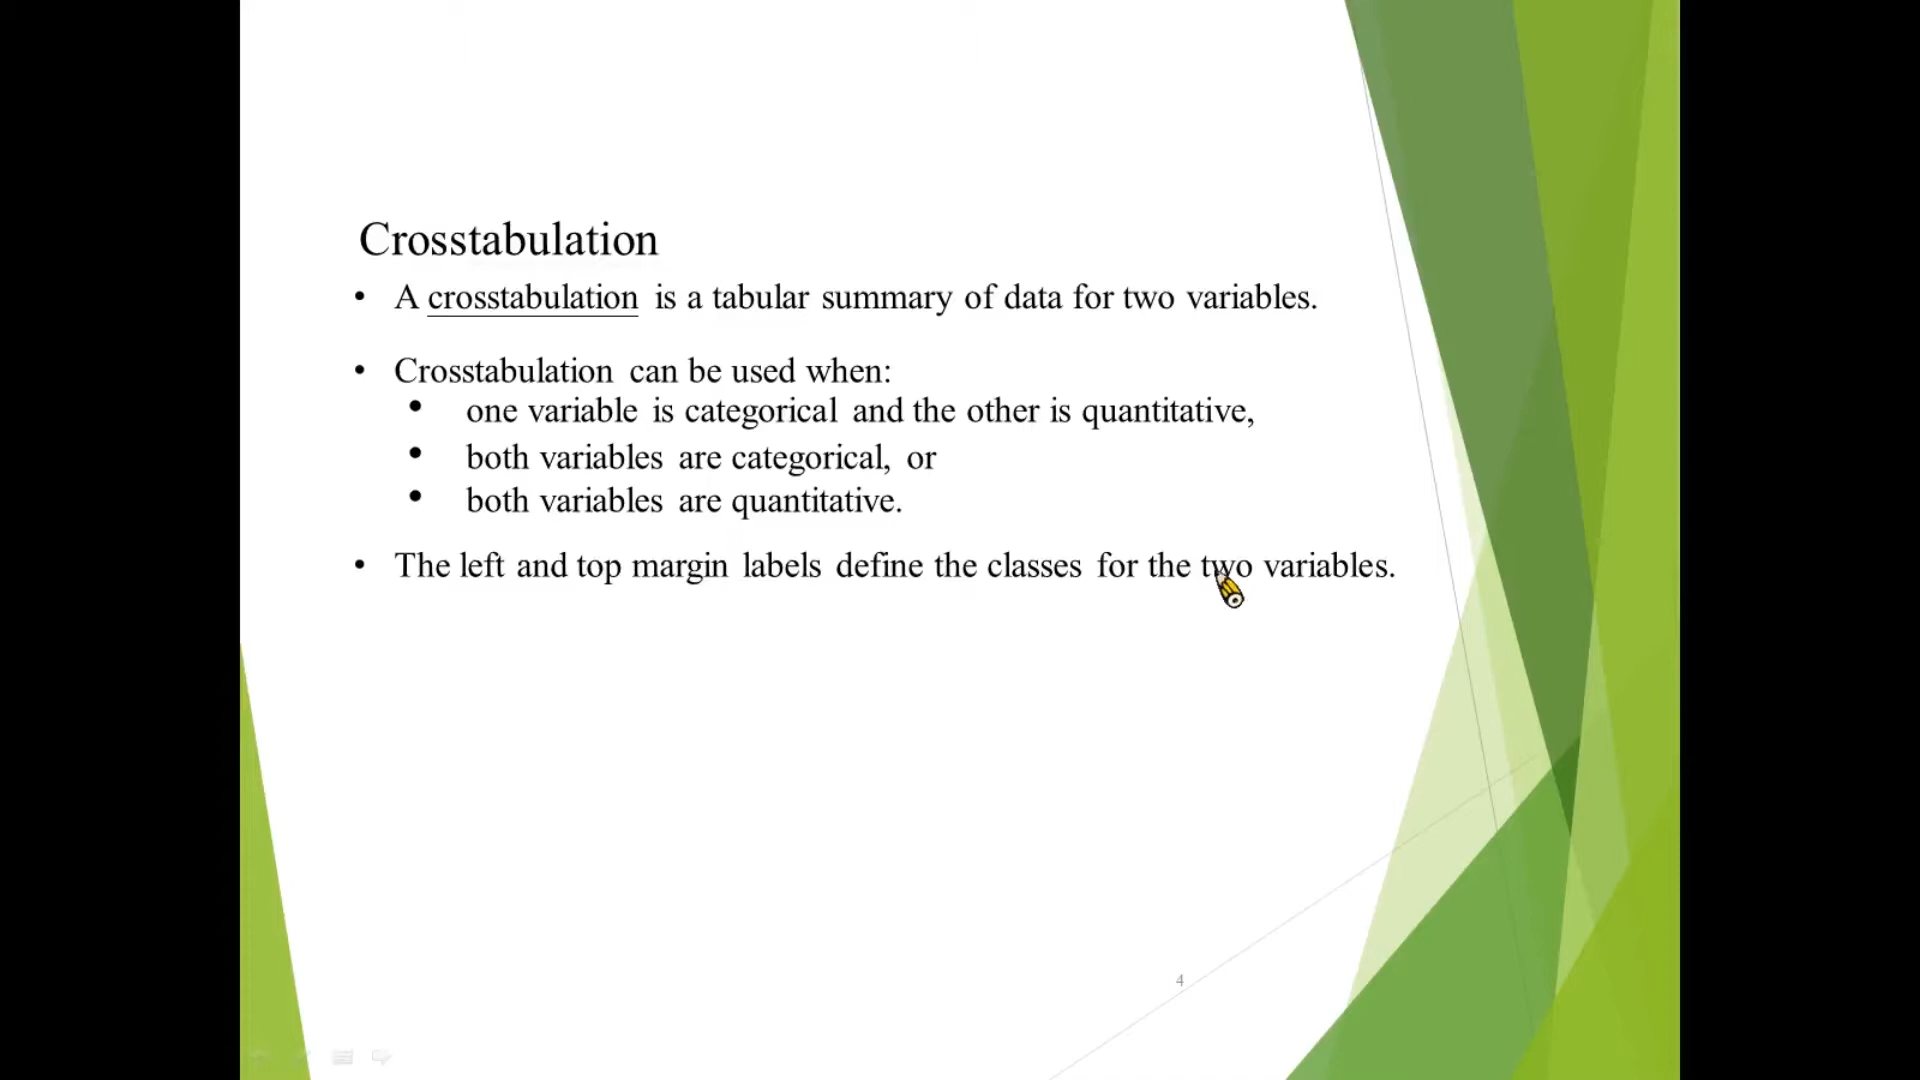 Crosstabulation
• A crosstabulation is a tabular summary of data for two variables.
• Crosstabulation can be used when:
• one variable is categorical and the other is quantitative,
• both variables are categorical, or
• both variables are quantitative.
• The left and top margin labels define the classes for the two variables.
4